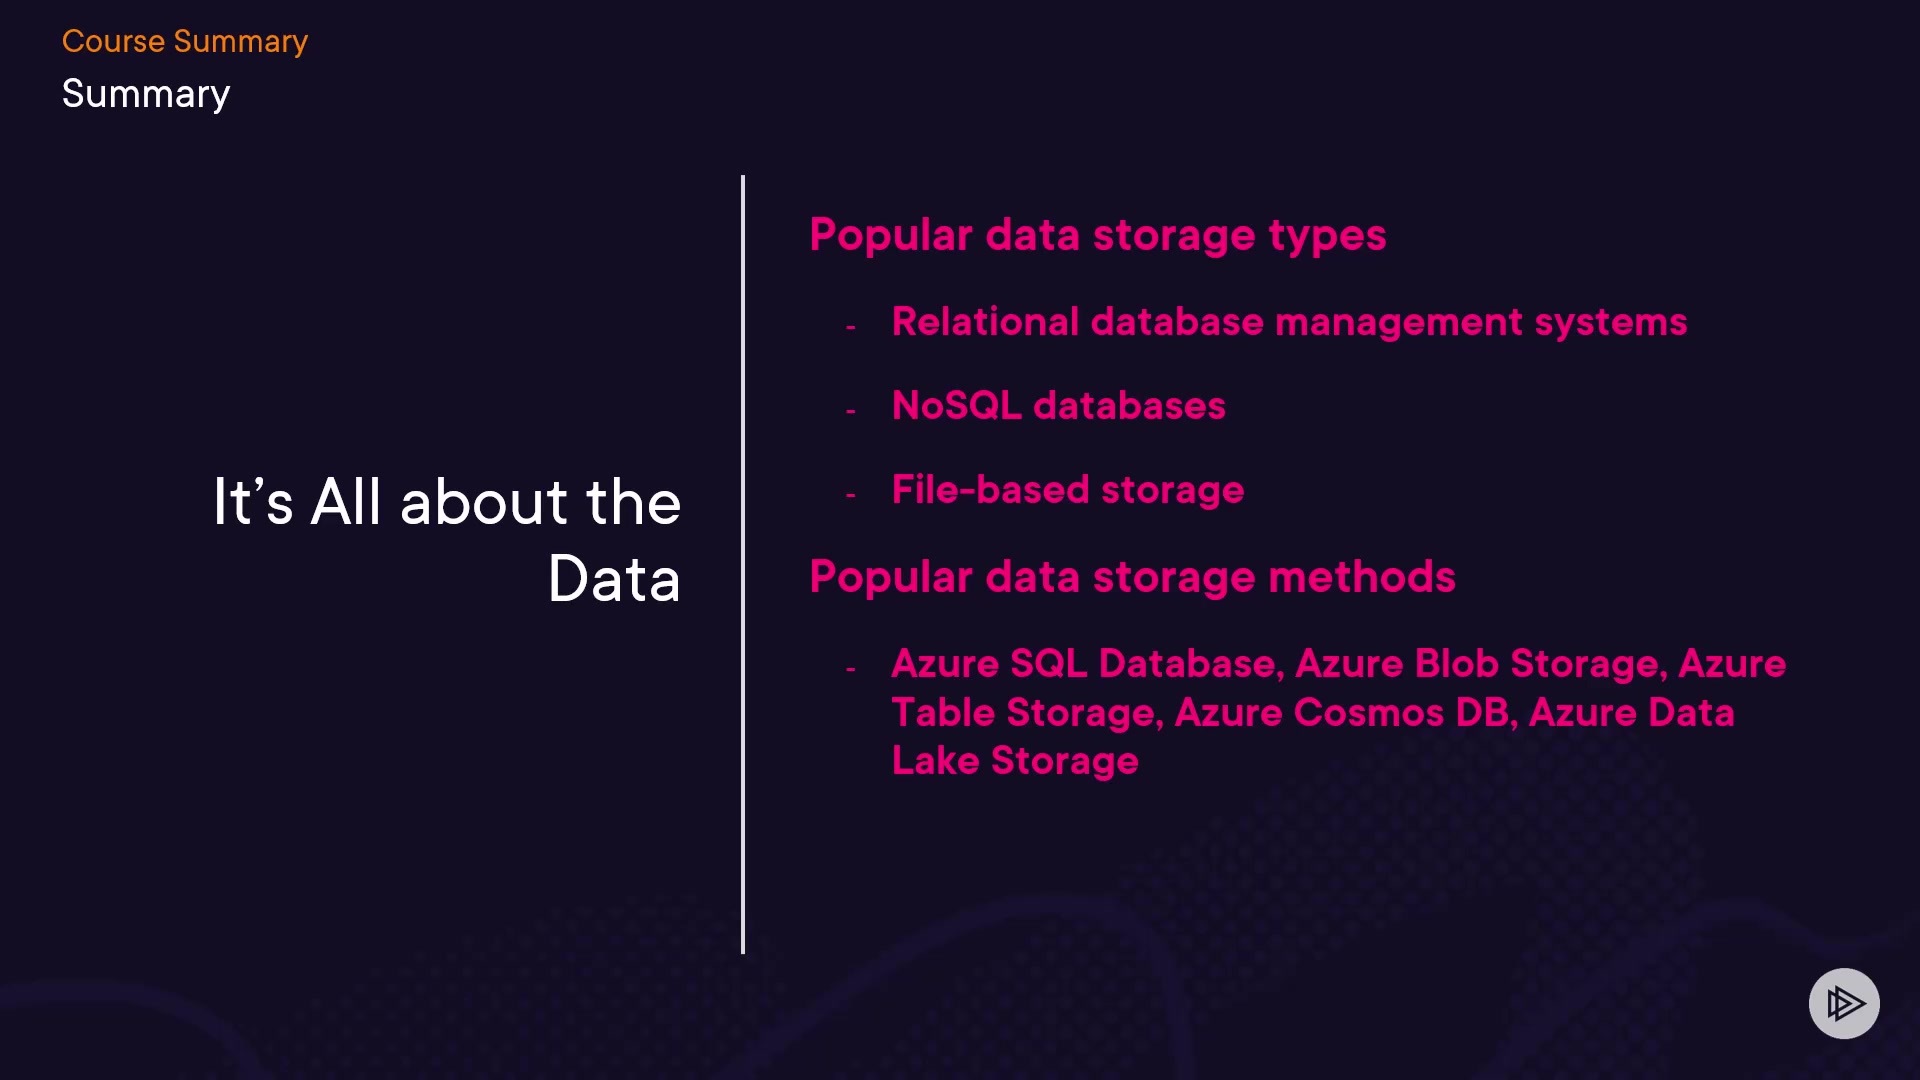 Course Summary
Summary
It’s All about the
Data
Popular data storage types
- Relational database management systems
- NoSQL databases
- File-based storage
Popular data storage methods
- Azure SQL Database, Azure Blob Storage, Azure
Table Storage, Azure Cosmos DB, Azure Data
Lake Storage